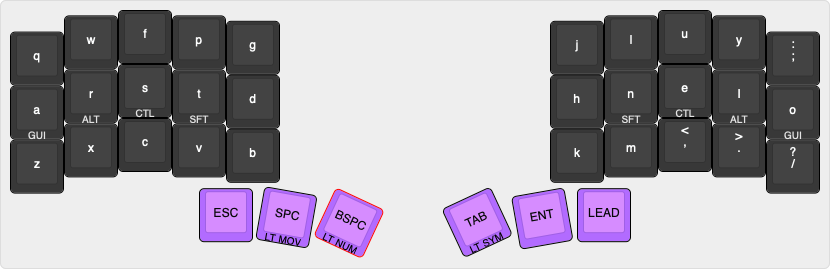 q w f p g
j l u y :
;
a r s t d
h n e I o
GUI ALT CTL SFT
SFT CTL ALT GUI
z x c v b
k m < > ?
, . /
ESC SPC BSPC
TAB ENT LEAD
LT MOV LT NUM
LT SYM